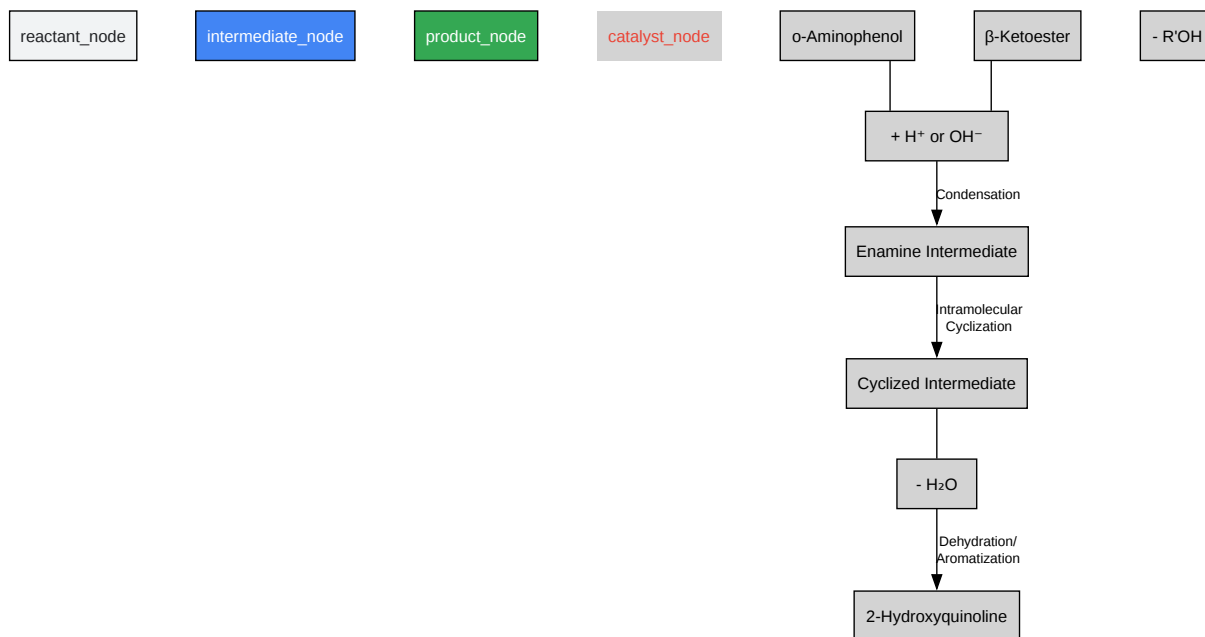 reactant_node
intermediate_node
product_node
catalyst_node
o-Aminophenol
β-Ketoester
- R'OH
+ H⁺ or OH⁻
Condensation
Enamine Intermediate
Intramolecular
Cyclization
Cyclized Intermediate
- H₂O
Dehydration/
Aromatization
2-Hydroxyquinoline